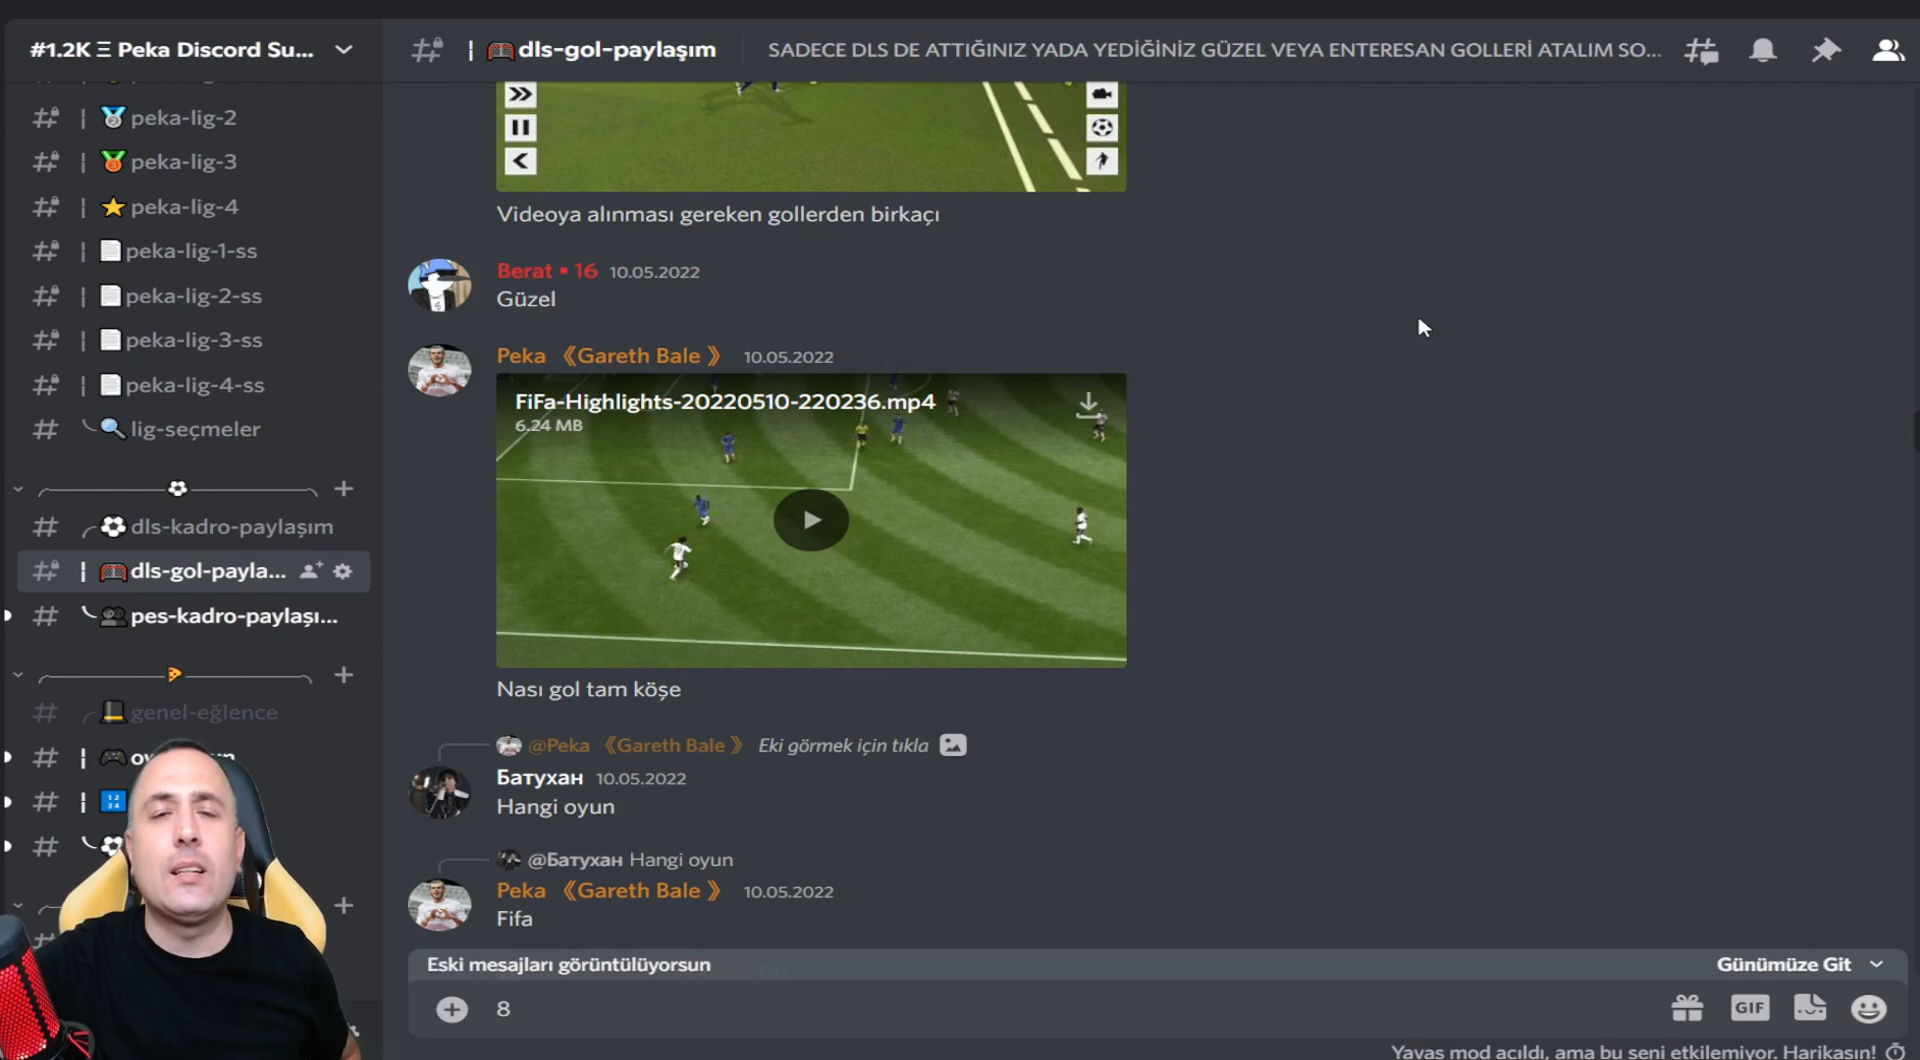 #1.2K Ξ Peka Discord Su...
peka-lig-2
peka-lig-3
peka-lig-4
peka-lig-1-ss
peka-lig-2-ss
peka-lig-3-ss
peka-lig-4-ss
lig-seçmeler
dls-kadro-paylaşım
dls-gol-payla...
pes-kadro-paylaşı...
genel-eğlence
dls-gol-paylaşım
SADECE DLS DE ATTIĞINIZ YADA YEDİĞİNİZ GÜZEL VEYA ENTERESAN GOLLERİ ATALIM SO...
Videoya alınması gereken gollerden birkaçı
Berat ▪ 16 10.05.2022
Güzel
Peka 《Gareth Bale 》 10.05.2022
FiFa-Highlights-20220510-220236.mp4
6.24 MB
Nası gol tam köşe
@Peka 《Gareth Bale 》 Eki görmek için tıkla
Батухан 10.05.2022
Hangi oyun
@Батухан Hangi oyun
Peka 《Gareth Bale 》 10.05.2022
Fifa
Eski mesajları görüntülüyorsun
Günümüze Git
8
GIF
Yavaş mod açıldı, ama bu seni etkilemiyor. Harikasın!